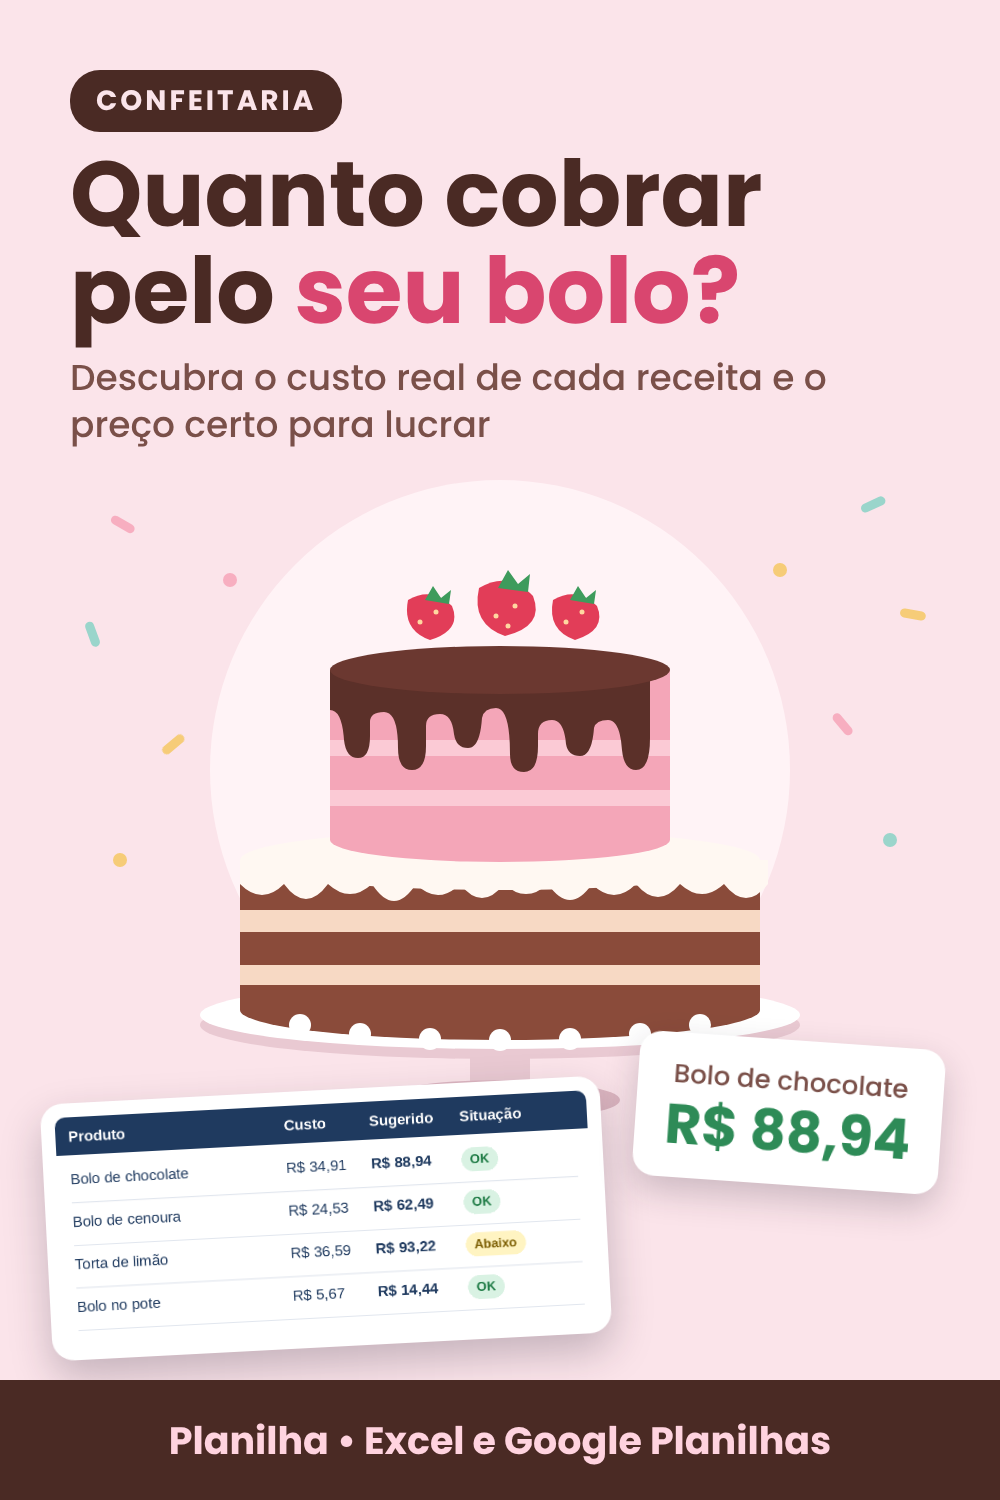 CONFEITARIA
Quanto cobrar
pelo seu bolo?
Descubra o custo real de cada receita e o
preço certo para lucrar
Bolo de chocolate
R$ 88,94
Produto Custo Sugerido Situação
Bolo de chocolate R$ 34,91 R$ 88,94 OK
Bolo de cenoura R$ 24,53 R$ 62,49 OK
Torta de limão R$ 36,59 R$ 93,22 Abaixo
Bolo no pote R$ 5,67 R$ 14,44 OK
Planilha • Excel e Google Planilhas